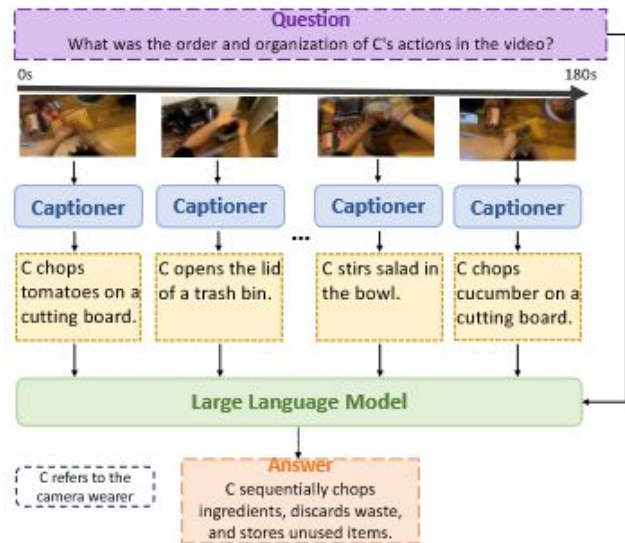 Question
What was the order and organization of C's actions in the video?
0s
180s
Captioner
Captioner
...
Captioner
Captioner
C chops
tomatoes on a
cutting board.
C opens the lid
of a trash bin.
C stirs salad in
the bowl.
C chops
cucumber on a
cutting board.
Large Language Model
C refers to the
camera wearer
Answer
C sequentially chops
ingredients, discards waste,
and stores unused items.